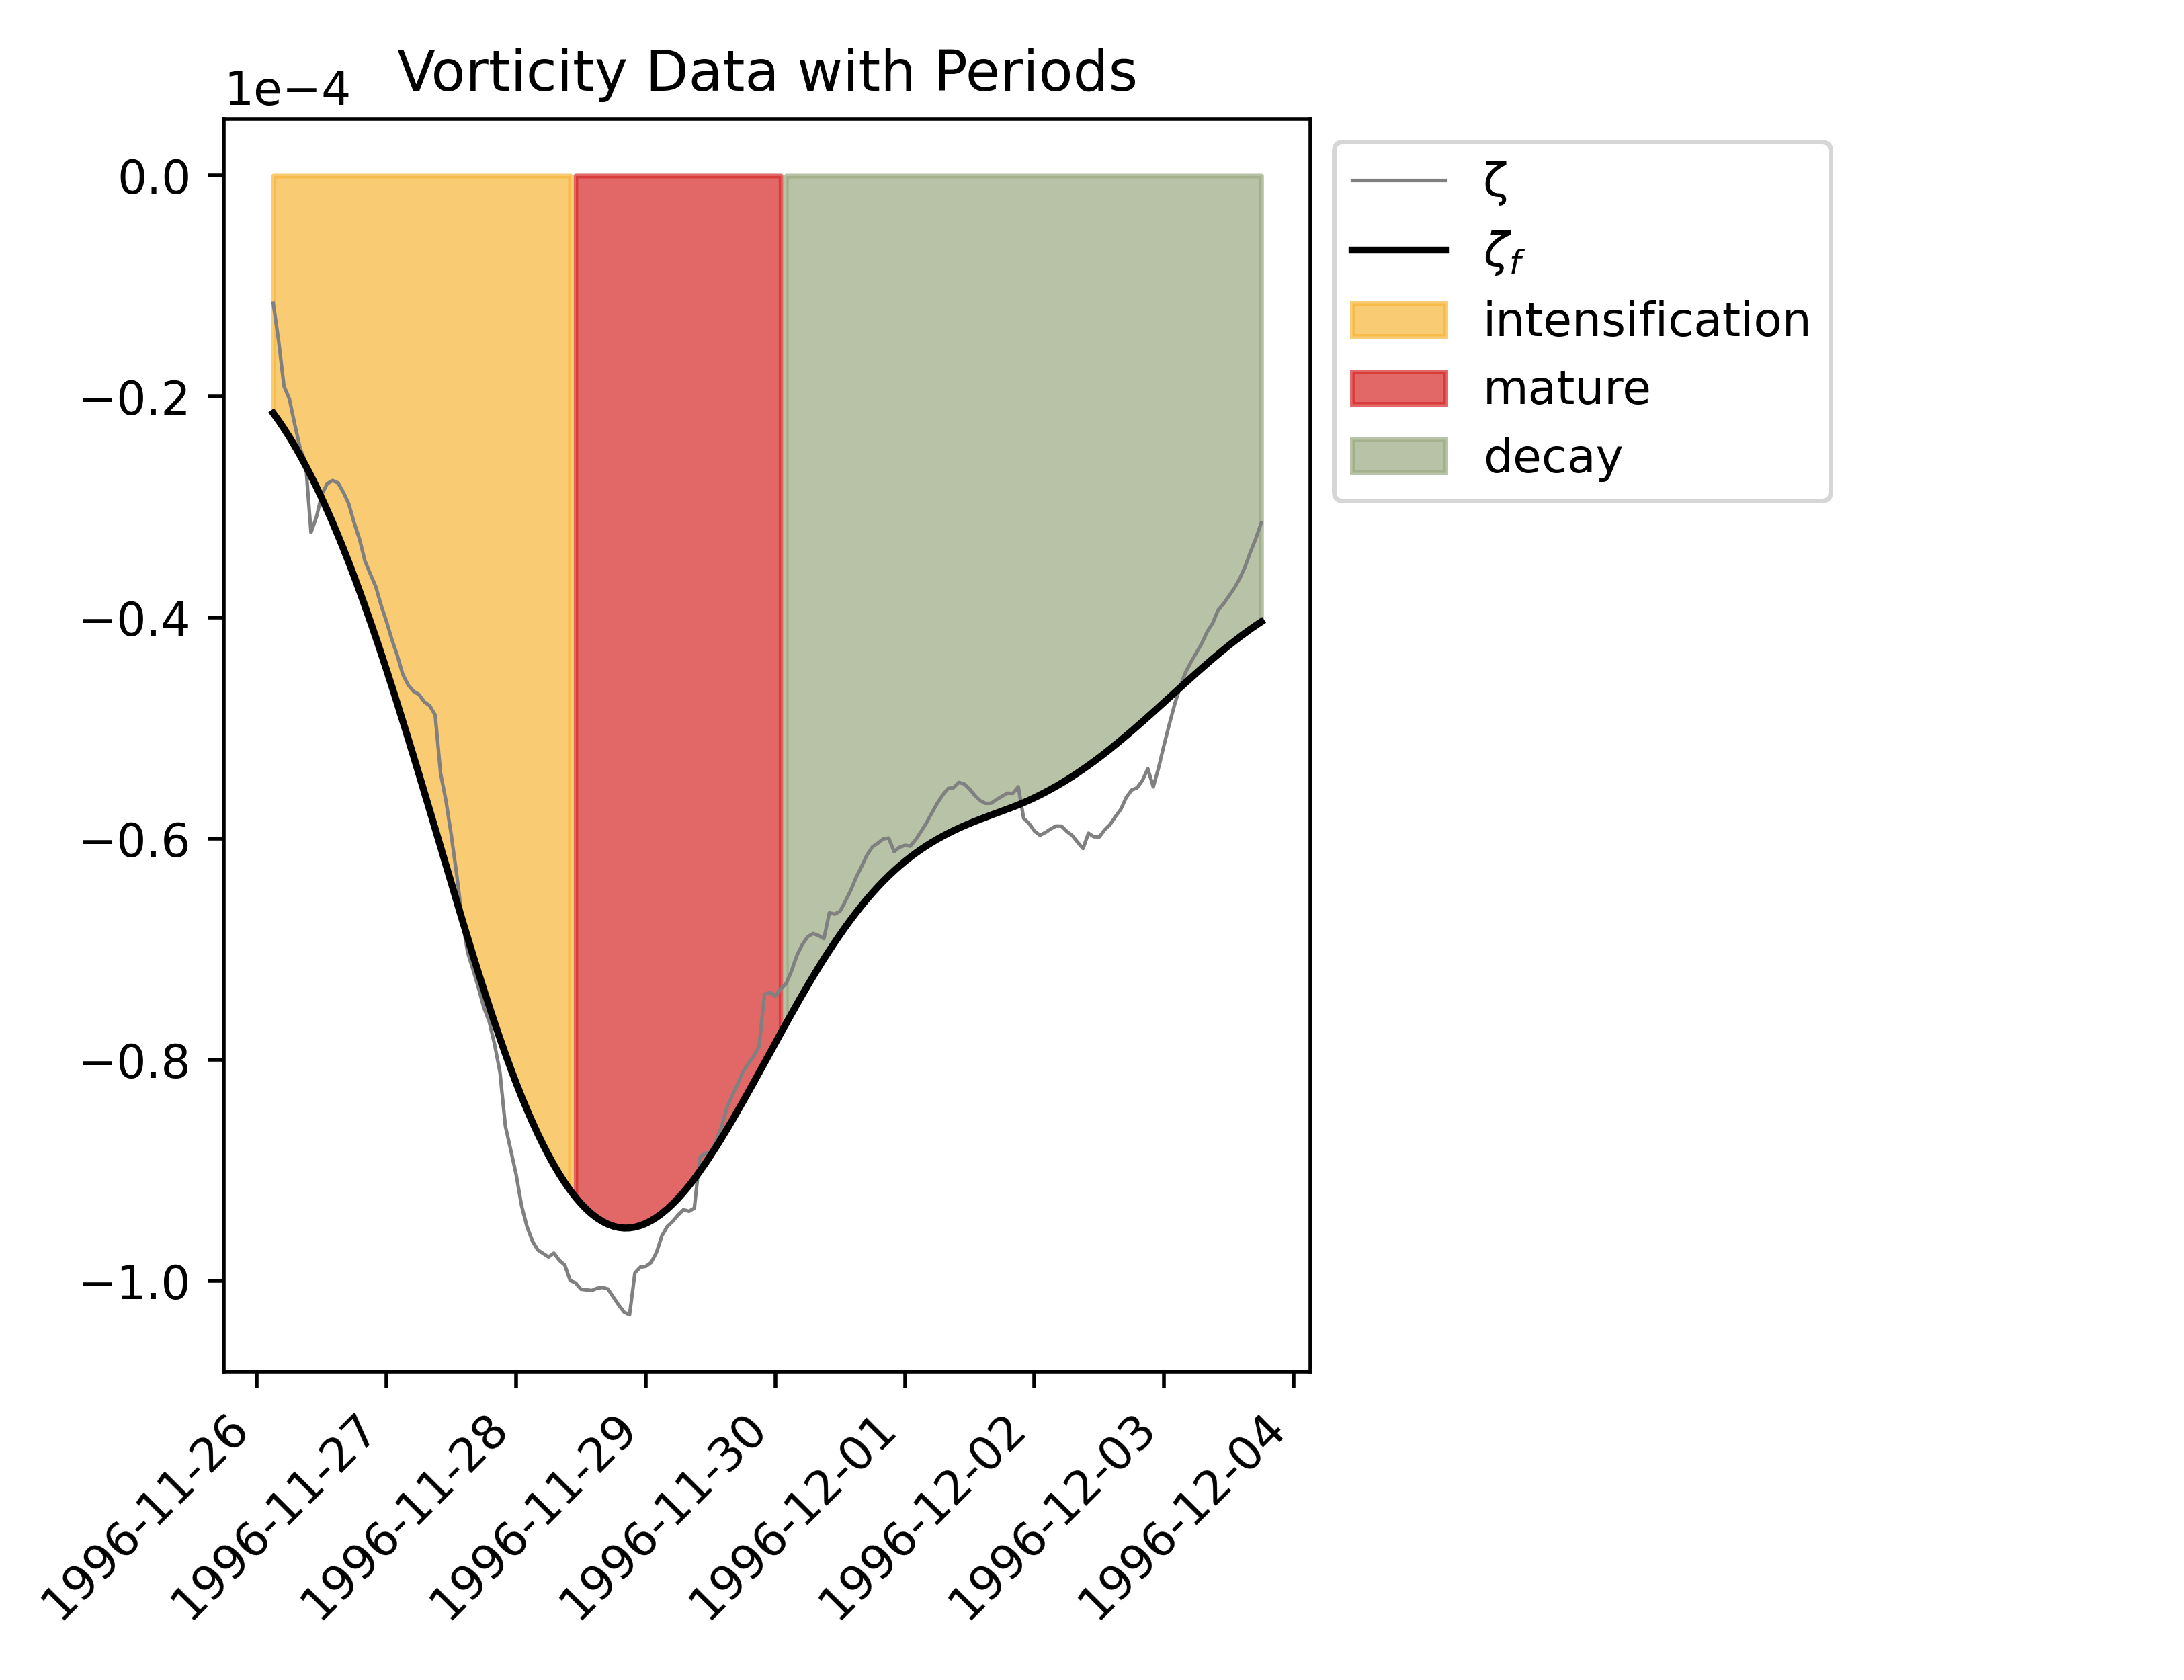 Vorticity Data with Periods
1e−4
0.0
−0.2
−0.4
−0.6
−0.8
−1.0
1996-11-26
1996-11-27
1996-11-28
1996-11-29
1996-11-30
1996-12-01
1996-12-02
1996-12-03
1996-12-04
ζ
ζf
intensification
mature
decay